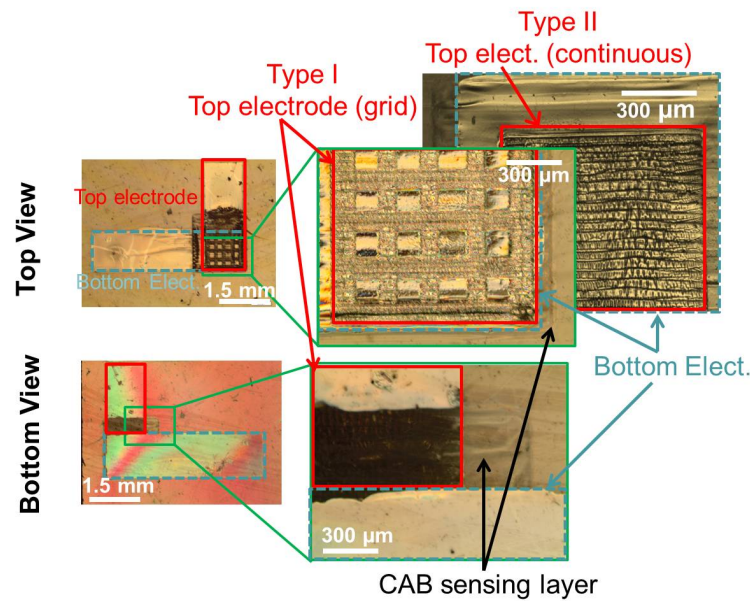 Type II
Top elect. (continuous)
Type I
Top electrode (grid)
300 µm
300 µm
Top View
Top electrode
Bottom Elect.
1.5 mm
Bottom Elect.
Bottom View
1.5 mm
300 µm
CAB sensing layer